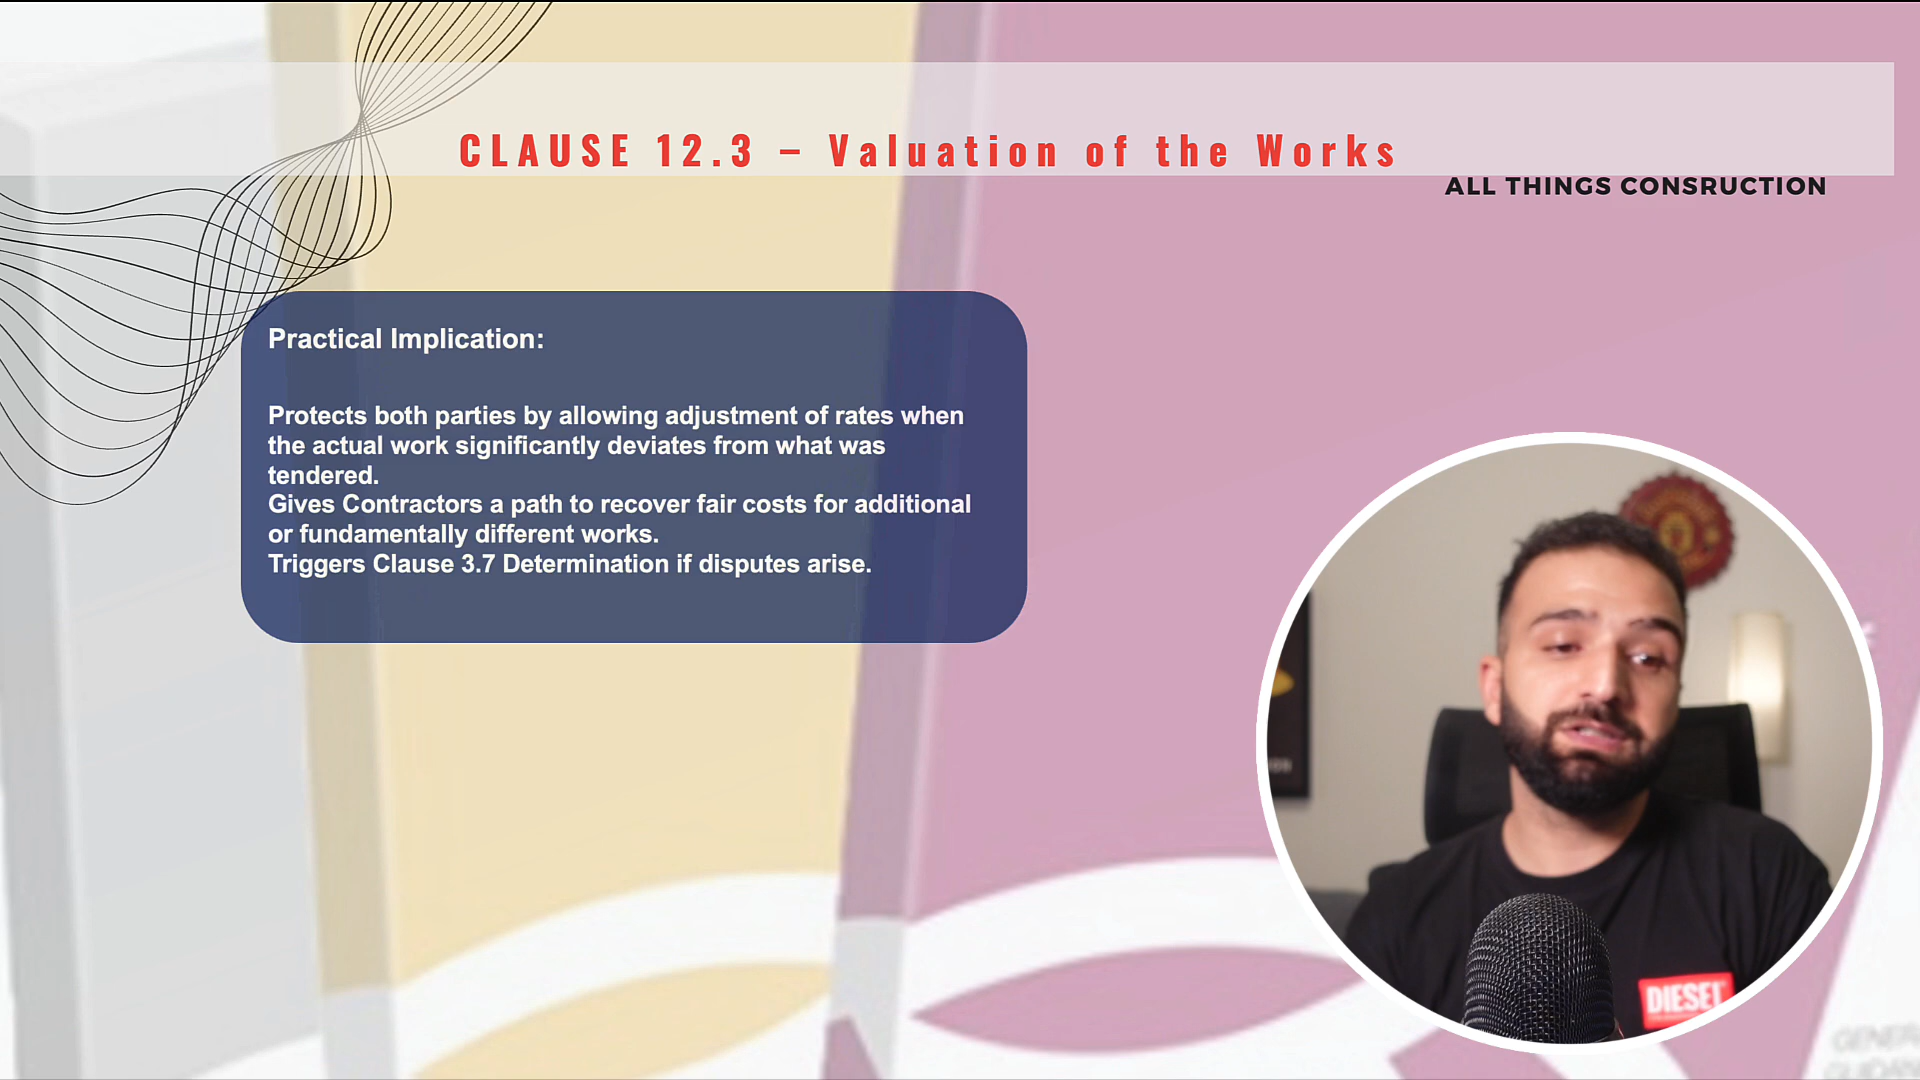 CLAUSE 12.3 – Valuation of the Works
ALL THINGS CONSRUCTION
Practical Implication:
Protects both parties by allowing adjustment of rates when
the actual work significantly deviates from what was
tendered.
Gives Contractors a path to recover fair costs for additional
or fundamentally different works.
Triggers Clause 3.7 Determination if disputes arise.
DIESEL